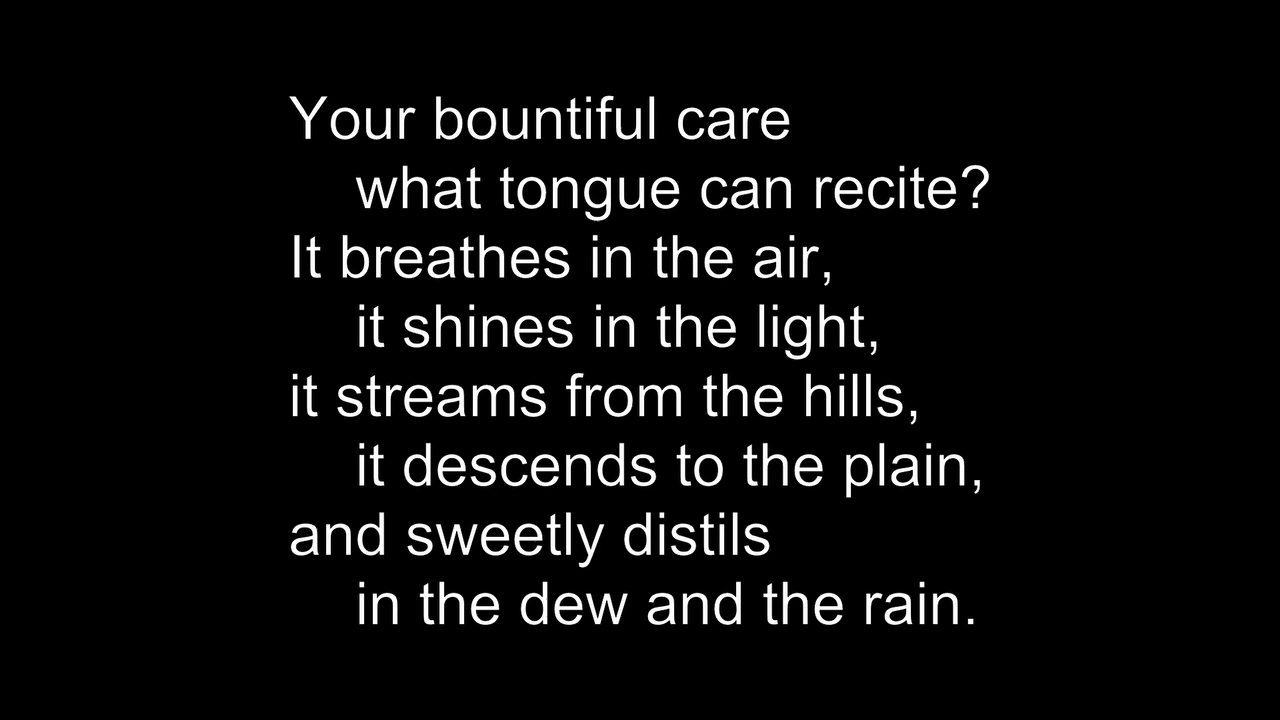 Your bountiful care
what tongue can recite?
It breathes in the air,
it shines in the light,
it streams from the hills,
it descends to the plain,
and sweetly distils
in the dew and the rain.